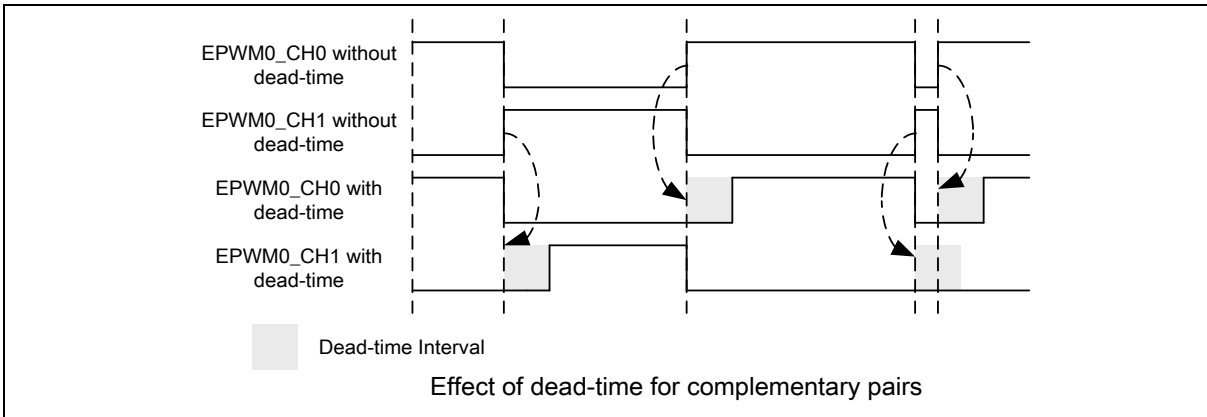 EPWM0_CH0 without
dead-time
EPWM0_CH1 without
dead-time
EPWM0_CH0 with
dead-time
EPWM0_CH1 with
dead-time
Dead-time Interval
Effect of dead-time for complementary pairs